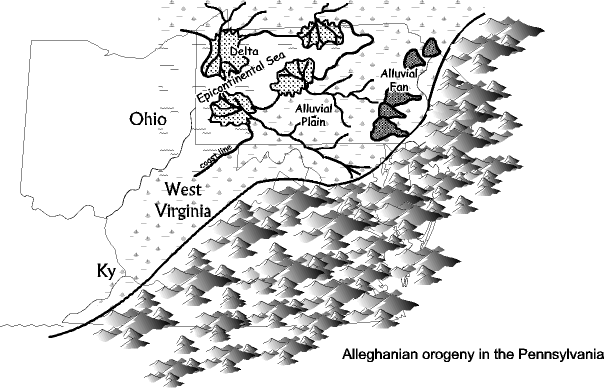 Delta
Epicontinental Sea
Alluvial
Fan
Alluvial
Plain
Ohio
coast-line
West
Virginia
Ky
Alleghanian orogeny in the Pennsylvania